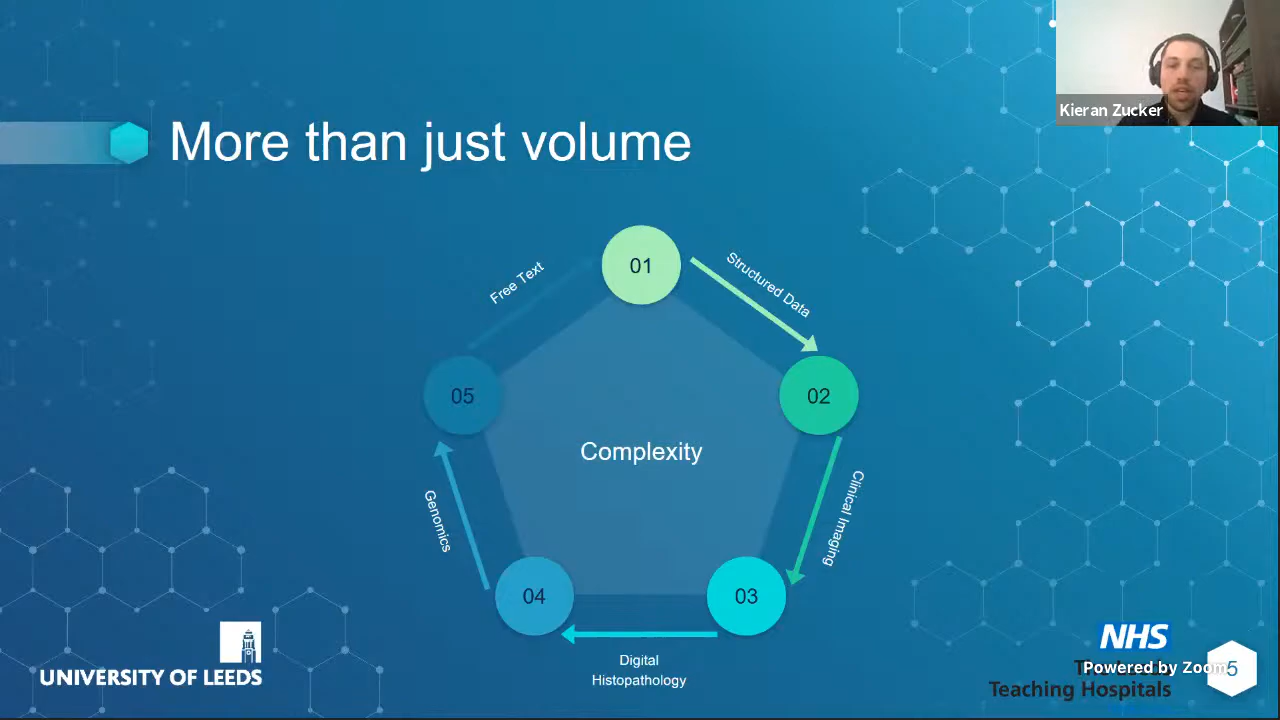 Kieran Zucker
More than just volume
01
Structured Data
Free Text
02
05
Complexity
Clinical Imaging
Genomics
04
03
Digital
Histopathology
UNIVERSITY OF LEEDS
NHS
Powered by Zoom
5
Teaching Hospitals